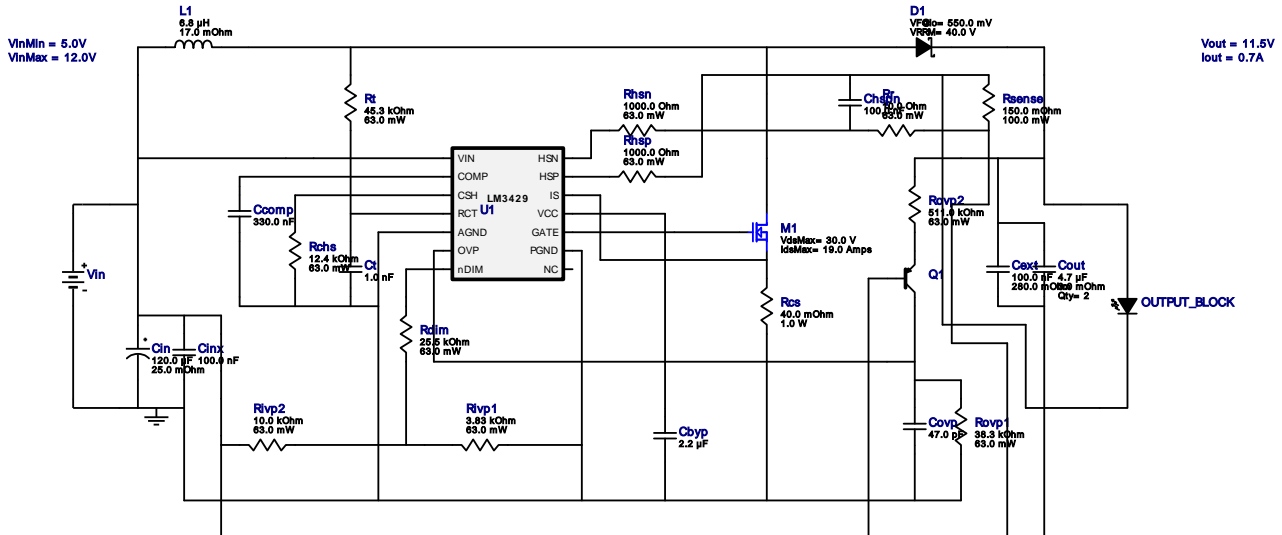 VinMin = 5.0V
VinMax = 12.0V
L1
6.8 µH
17.0 mOhm
D1
VRRM= 40.0 V
Vout = 11.5V
Iout = 0.7A
Rt
45.3 kOhm
63.0 mW
Rhsn
1000.0 Ohm
63.0 mW
Rhsp
1000.0 Ohm
63.0 mW
Rr
63.0 mW
Rsense
150.0 mOhm
100.0 mW
VIN
COMP
CSH
RCT
AGND
OVP
nDIM
LM3429
U1
HSN
HSP
IS
VCC
GATE
PGND
NC
Ccomp
330.0 nF
Rchs
12.4 kOhm
63.0 mW
Ct
1.0 nF
M1
VdsMax= 30.0 V
IdsMax= 19.0 Amps
Rovp2
63.0 mW
Q1
Vin
Cext
100.0 nF
Cout
4.7 µF
Qty= 2
OUTPUT_BLOCK
Rcs
40.0 mOhm
1.0 W
Rdim
25.5 kOhm
63.0 mW
Cin
120.0 µF
25.0 mOhm
Cinx
100.0 nF
Rivp2
10.0 kOhm
63.0 mW
Rivp1
3.83 kOhm
63.0 mW
Cbyp
2.2 µF
Covp
47.0 pF
Rovp1
38.3 kOhm
63.0 mW